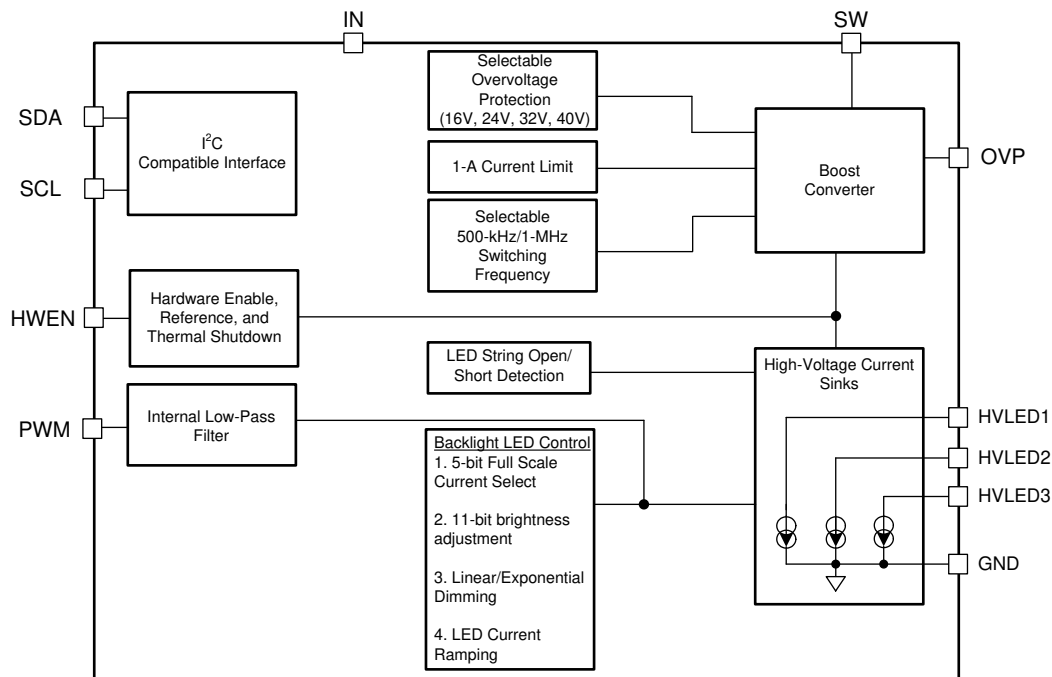 IN
SW
SDA
SCL
I²C
Compatible Interface
Selectable
Overvoltage
Protection
(16V, 24V, 32V, 40V)
1-A Current Limit
Selectable
500-kHz/1-MHz
Switching
Frequency
Boost
Converter
OVP
HWEN
Hardware Enable,
Reference, and
Thermal Shutdown
LED String Open/
Short Detection
High-Voltage Current
Sinks
PWM
Internal Low-Pass
Filter
Backlight LED Control
1. 5-bit Full Scale
Current Select
2. 11-bit brightness
adjustment
3. Linear/Exponential
Dimming
4. LED Current
Ramping
HVLED1
HVLED2
HVLED3
GND